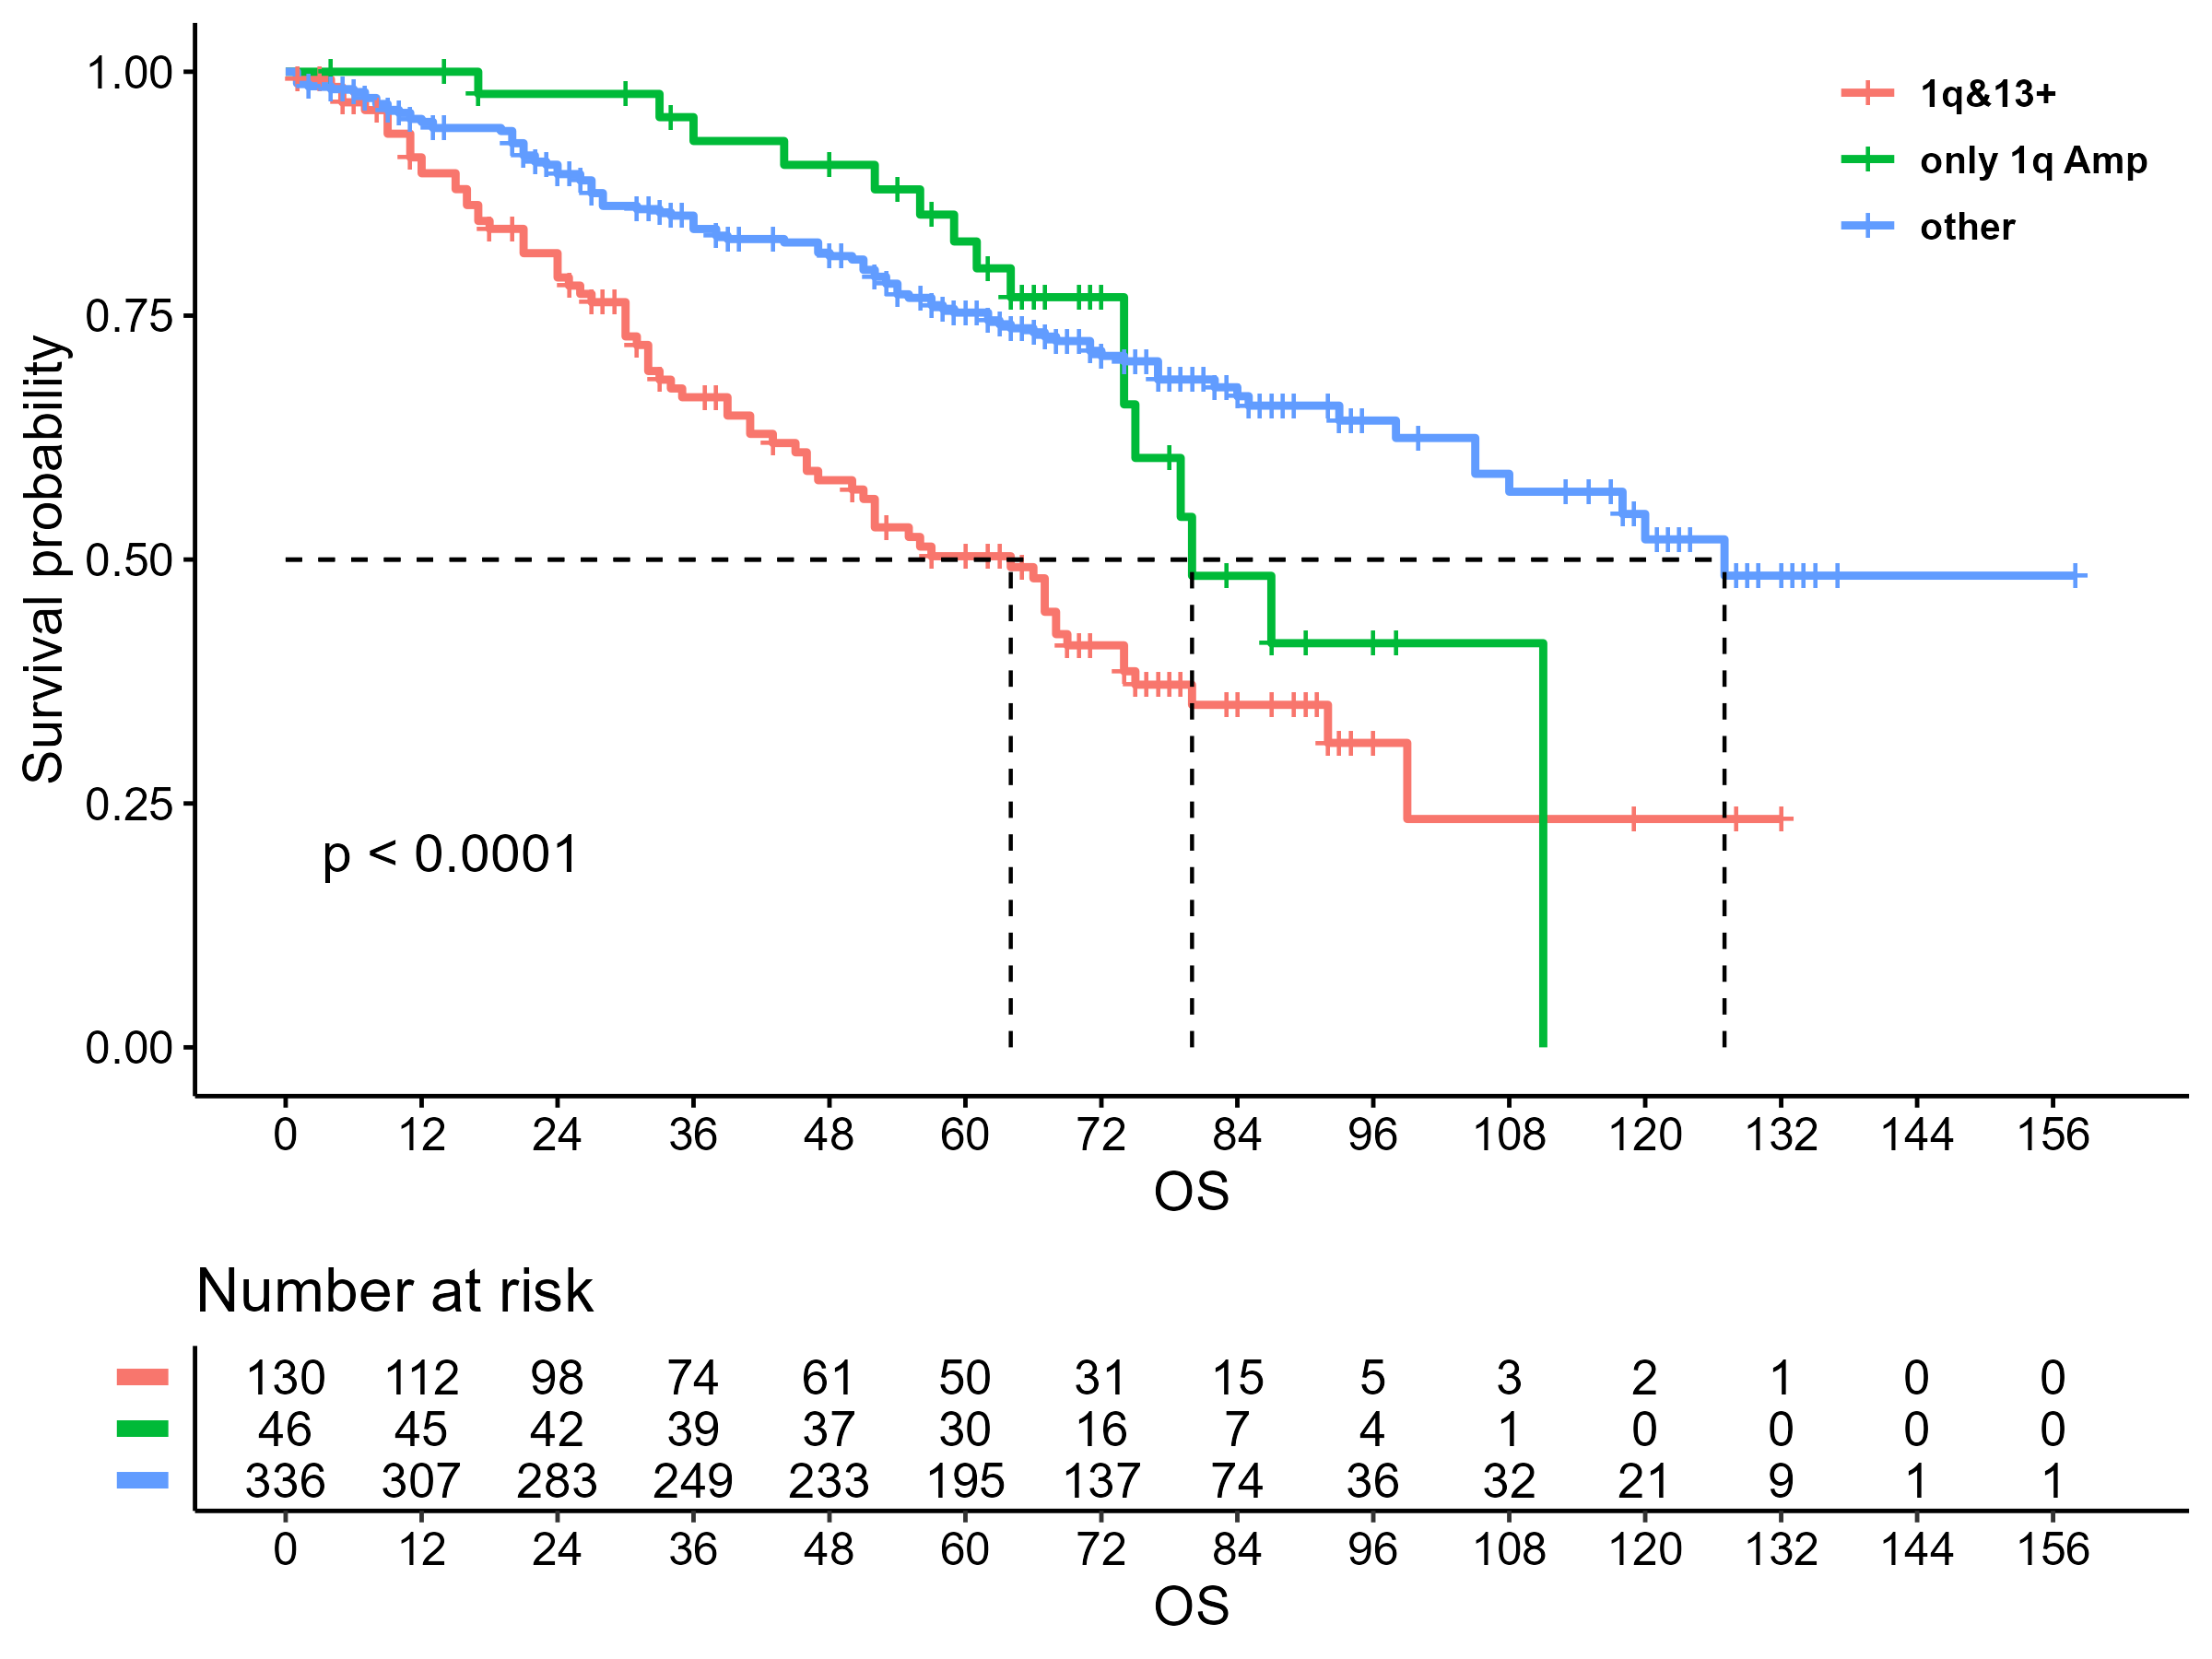 1.00
0.75
0.50
0.25
0.00
Survival probability
1q&13+
only 1q Amp
other
p < 0.0001
0 12 24 36 48 60 72 84 96 108 120 132 144 156
OS
Number at risk
130 112 98 74 61 50 31 15 5 3 2 1 0 0
46 45 42 39 37 30 16 7 4 1 0 0 0 0
336 307 283 249 233 195 137 74 36 32 21 9 1 1
0 12 24 36 48 60 72 84 96 108 120 132 144 156
OS